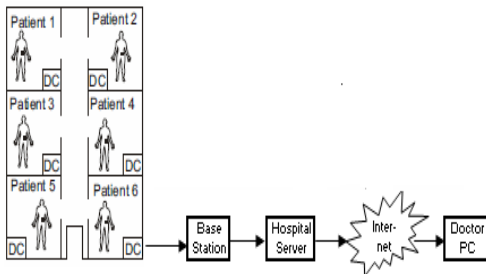 Patient 1
Patient 2
DC
DC
Patient 3
Patient 4
DC
DC
Patient 5
Patient 6
DC
DC
Base
Station
Hospital
Server
Inter-
net
Doctor
PC